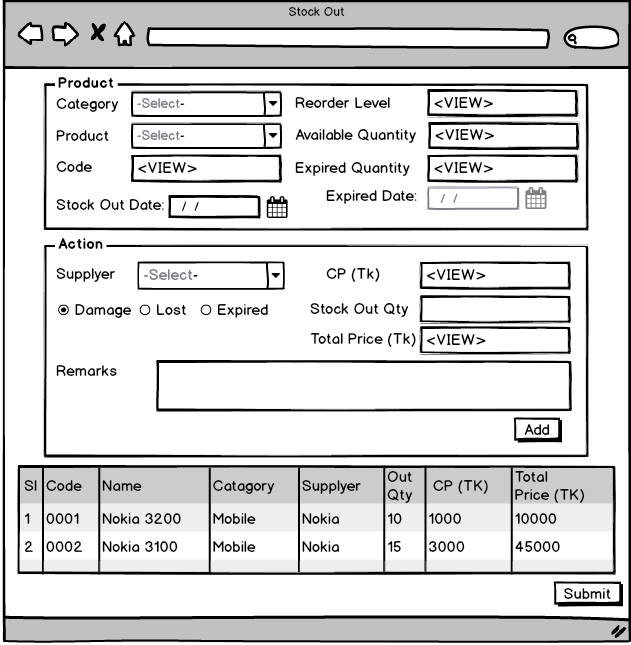 Stock Out
Product
Category -Select- Reorder Level <VIEW>
Product -Select- Available Quantity <VIEW>
Code <VIEW> Expired Quantity <VIEW>
Stock Out Date: / / Expired Date: / /
Action
Supplyer -Select- CP (Tk) <VIEW>
Damage Lost Expired Stock Out Qty
Total Price (Tk) <VIEW>
Remarks
Add
Sl Code Name Catagory Supplyer Out Qty CP (TK) Total Price (TK)
1 0001 Nokia 3200 Mobile Nokia 10 1000 10000
2 0002 Nokia 3100 Mobile Nokia 15 3000 45000
Submit